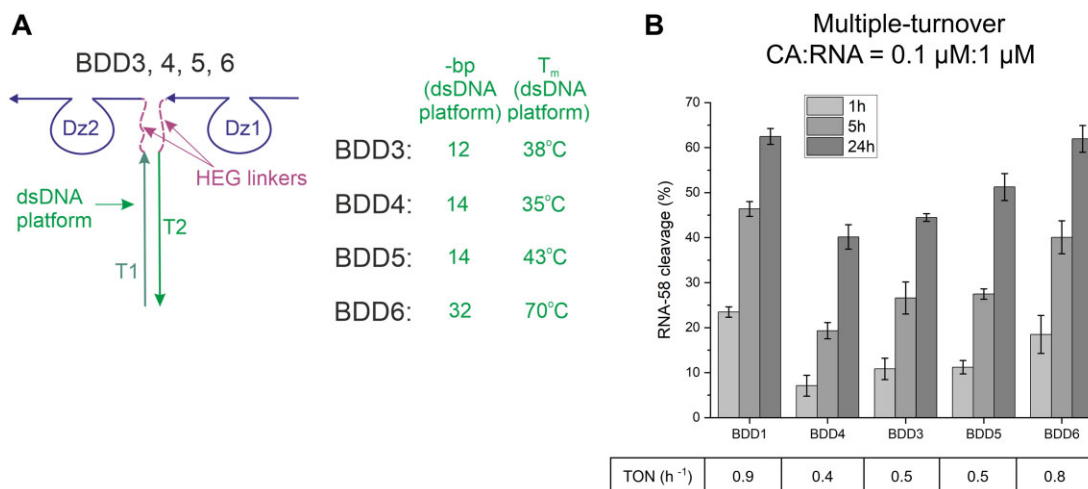 A
BDD3, 4, 5, 6
Dz2
Dz1
HEG linkers
dsDNA
platform
T2
T1
-bp
(dsDNA
platform)
Tm
(dsDNA
platform)
BDD3: 12 38°C
BDD4: 14 35°C
BDD5: 14 43°C
BDD6: 32 70°C
B
Multiple-turnover
CA:RNA = 0.1 µM:1 µM
RNA-58 cleavage (%)
70
60
50
40
30
20
10
0
1h
5h
24h
BDD1 BDD4 BDD3 BDD5 BDD6
TON (h⁻¹) 0.9 0.4 0.5 0.5 0.8